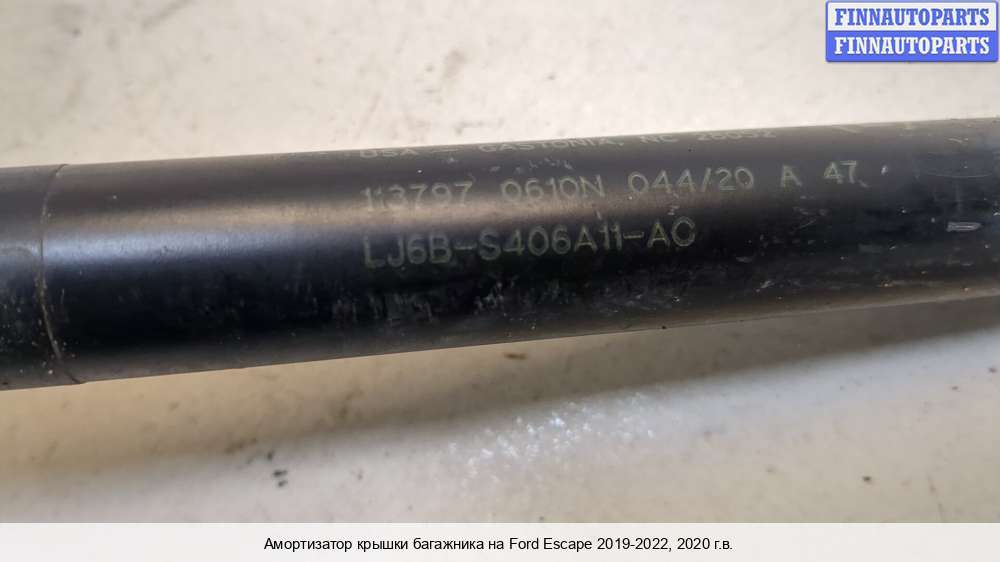 FINNAUTOPARTS
FINNAUTOPARTS
USA — GASTONIA, NC 28052
113797 0610N 044/20 A 47
LJ6B-S406A11-AC
Амортизатор крышки багажника на Ford Escape 2019-2022, 2020 г.в.